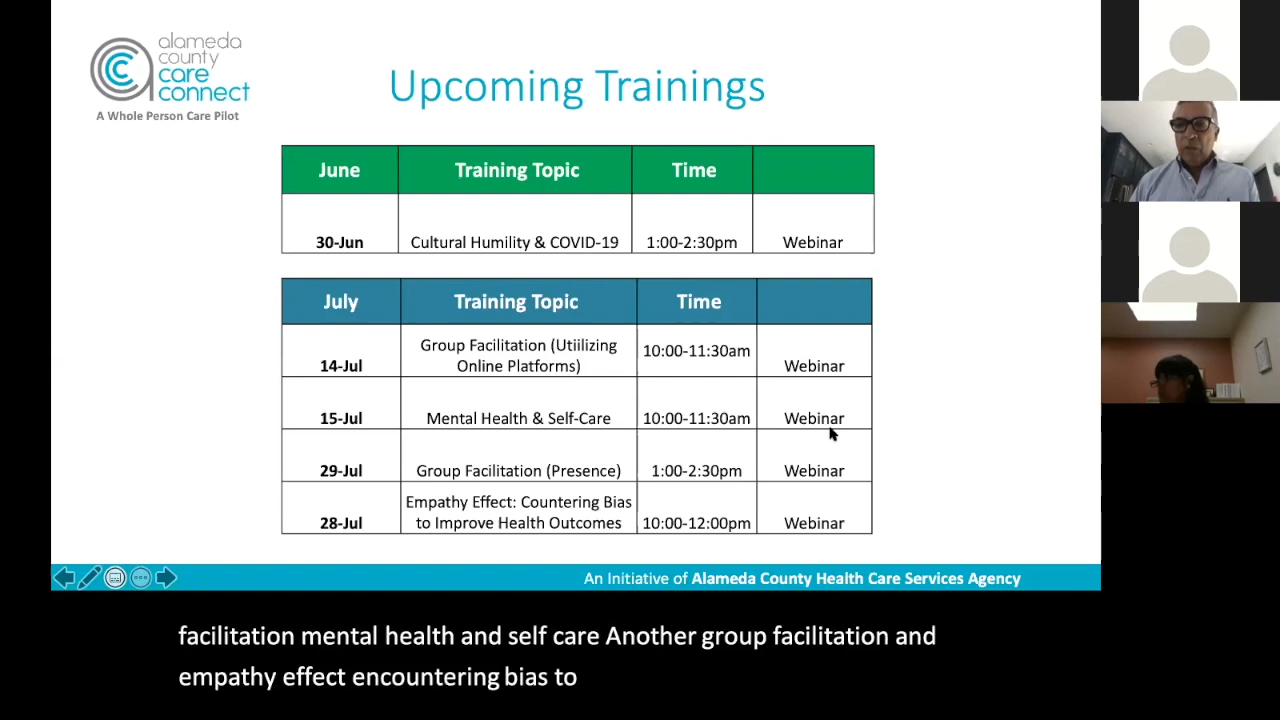 alameda
county
care
connect
A Whole Person Care Pilot
Upcoming Trainings
June Training Topic Time
30-Jun Cultural Humility & COVID-19 1:00-2:30pm Webinar
July Training Topic Time
14-Jul Group Facilitation (Utiilizing
Online Platforms) 10:00-11:30am Webinar
15-Jul Mental Health & Self-Care 10:00-11:30am Webinar
29-Jul Group Facilitation (Presence) 1:00-2:30pm Webinar
28-Jul Empathy Effect: Countering Bias
to Improve Health Outcomes 10:00-12:00pm Webinar
An Initiative of Alameda County Health Care Services Agency
facilitation mental health and self care Another group facilitation and
empathy effect encountering bias to